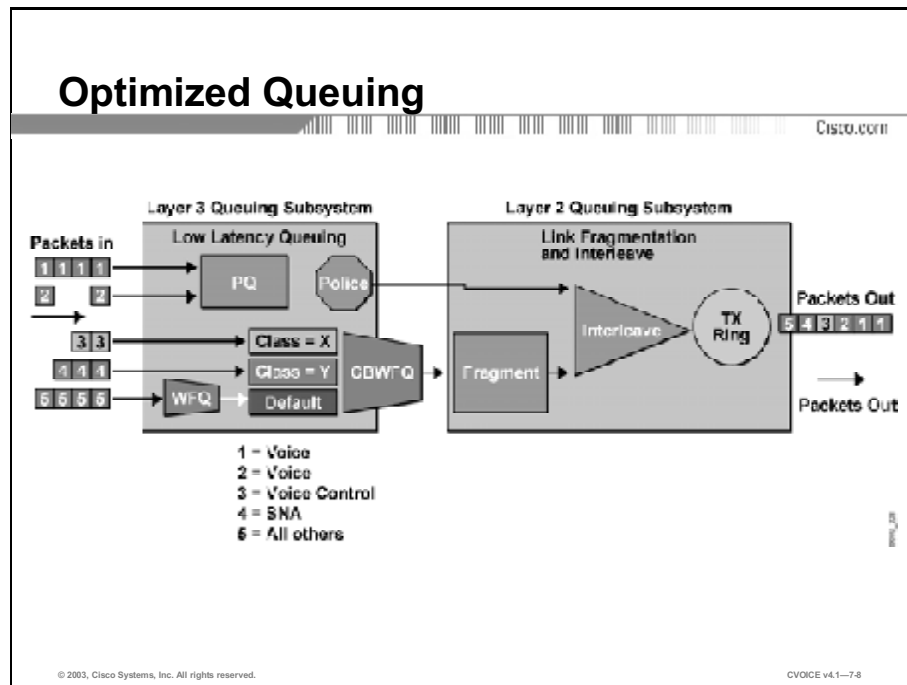 Optimized Queuing
Cisco.com
Layer 3 Queuing Subsystem
Layer 2 Queuing Subsystem
Packets in
Low Latency Queuing
Link Fragmentation
and Interleave
1 1 1 1
PQ
Police
2 2
Packets Out
Interleave
TX
Ring
5 4 3 2 1 1
3 3
Class = X
4 4 4
Class = Y
CBWFQ
Fragment
5 5 5 5
WFQ
Default
Packets Out
1 = Voice
2 = Voice
3 = Voice Control
4 = SNA
5 = All others
© 2003, Cisco Systems, Inc. All rights reserved.
CVOICE v4.1—7-8